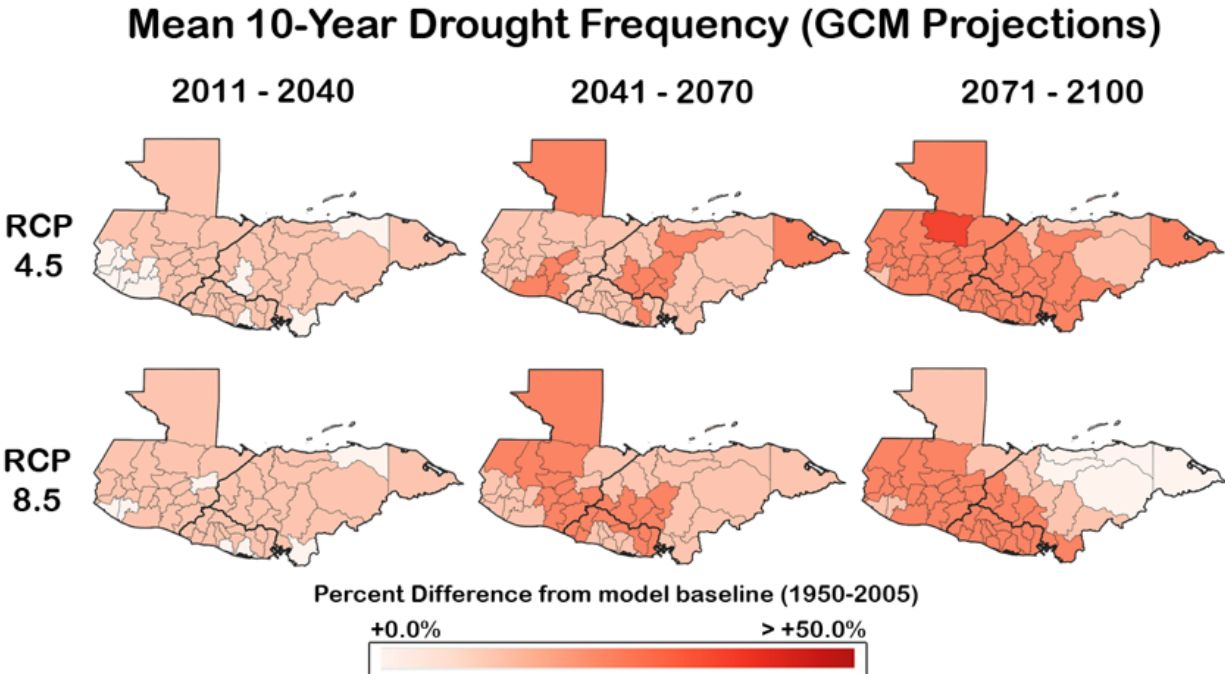 Mean 10-Year Drought Frequency (GCM Projections)
2011 - 2040
2041 - 2070
2071 - 2100
RCP
4.5
RCP
8.5
Percent Difference from model baseline (1950-2005)
+0.0%
> +50.0%